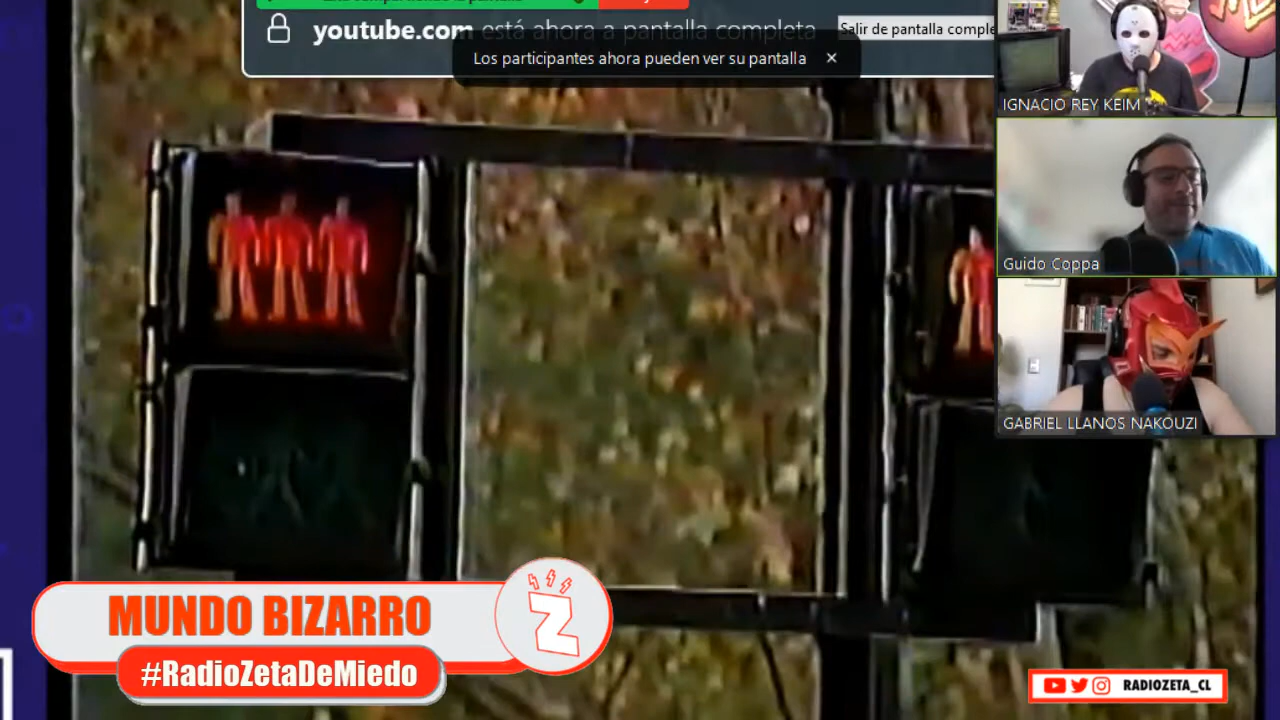 youtube.com está ahora a pantalla completa
Salir de pantalla comple
Los participantes ahora pueden ver su pantalla ×
IGNACIO REY KEIM
Guido Coppa
GABRIEL LLANOS NAKOUZI
MUNDO BIZARRO
Z
#RadioZetaDeMiedo
RADIOZETA_CL